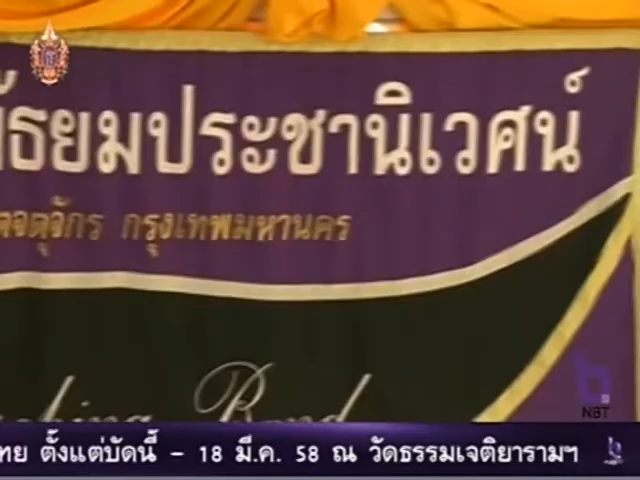 ัธยมประชานิเวศน์
ตจตุจักร กรุงเทพมหานคร
Band
NBT
ทย ตั้งแต่บัดนี้ - 18 มี.ค. 58 ณ วัดธรรมเจติยารามฯ